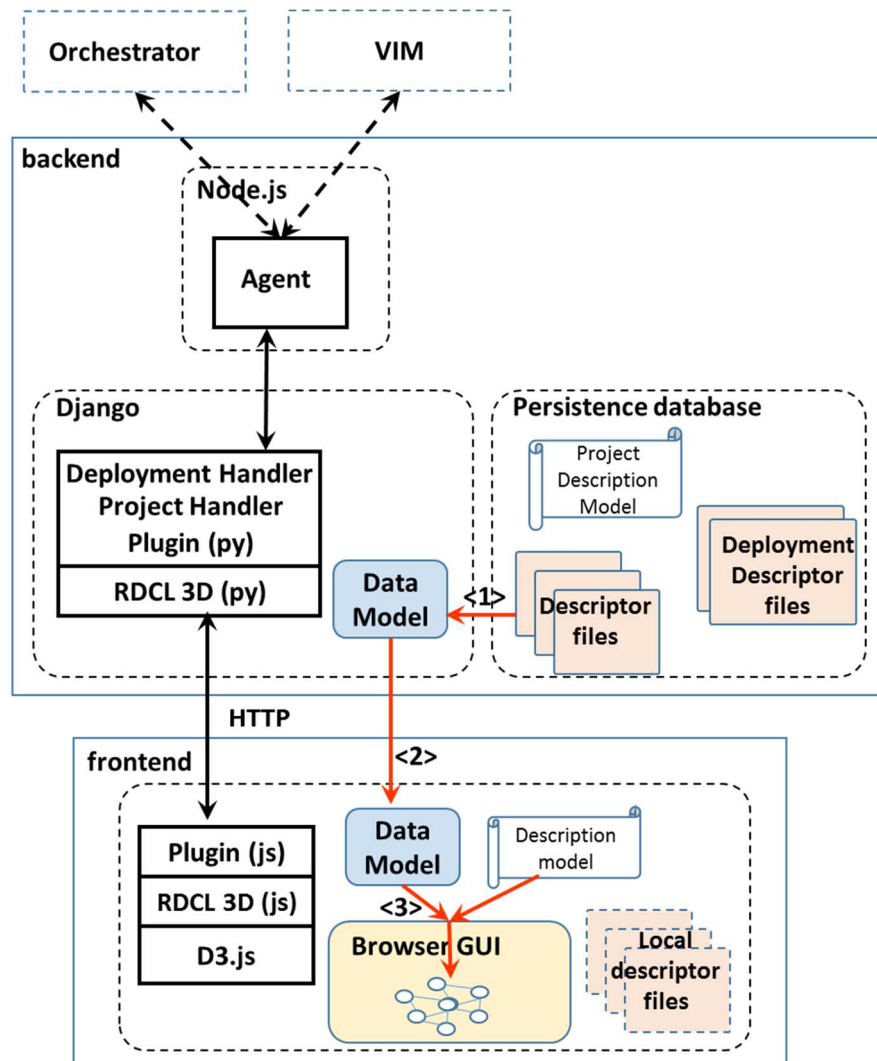 Orchestrator
VIM
backend
Node.js
Agent
Django
Persistence database
Deployment Handler
Project Handler
Plugin (py)
RDCL 3D (py)
Data
Model
<1>
Project
Description
Model
Descriptor
files
Deployment
Descriptor
files
HTTP
<2>
frontend
Plugin (js)
RDCL 3D (js)
D3.js
Data
Model
Description
model
<3>
Browser GUI
Local
descriptor
files